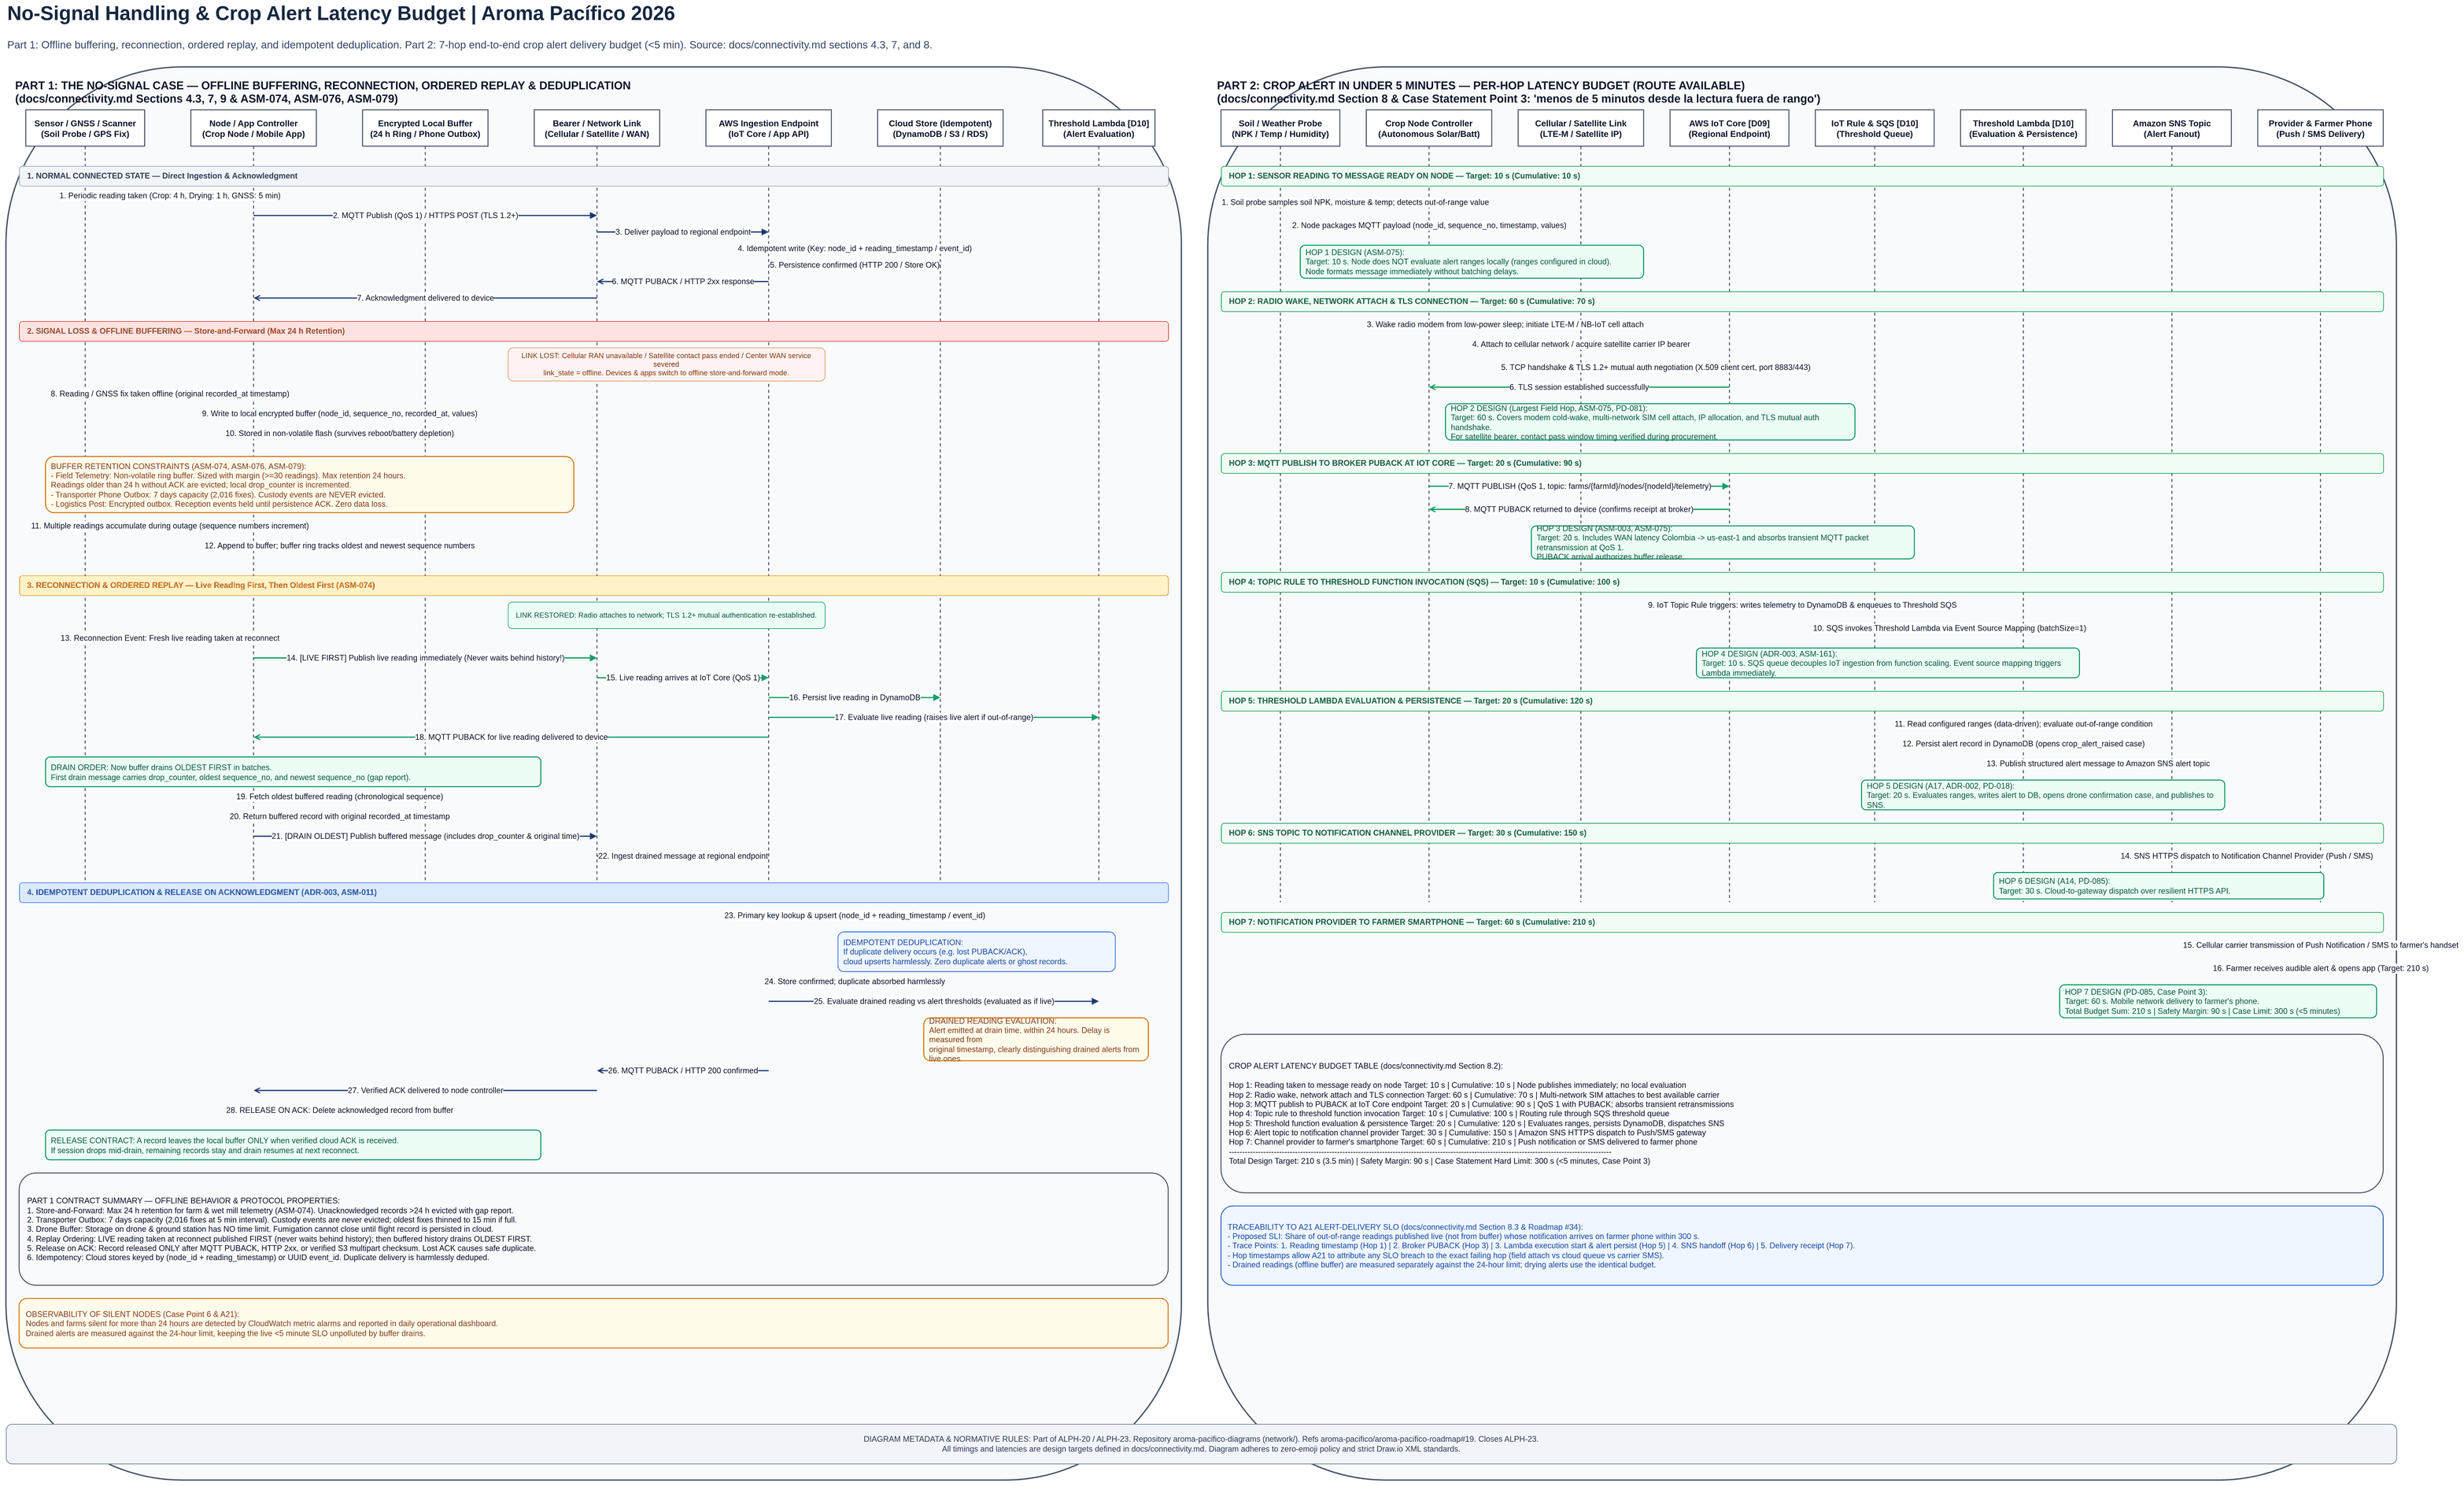 No-Signal Handling & Crop Alert Latency Budget | Aroma Pacífico 2026
Part 1: Offline buffering, reconnection, ordered replay, and idempotent deduplication. Part 2: 7-hop end-to-end crop alert delivery budget (<5 min). Source: docs/connectivity.md sections 4.3, 7, and 8.
PART 1: THE NO-SIGNAL CASE — OFFLINE BUFFERING, RECONNECTION, ORDERED REPLAY & DEDUPLICATION
(docs/connectivity.md Sections 4.3, 7, 9 & ASM-074, ASM-076, ASM-079)
Sensor / GNSS / Scanner
(Soil Probe / GPS Fix)
Node / App Controller
(Crop Node / Mobile App)
Encrypted Local Buffer
(24 h Ring / Phone Outbox)
Bearer / Network Link
(Cellular / Satellite / WAN)
AWS Ingestion Endpoint
(IoT Core / App API)
Cloud Store (Idempotent)
(DynamoDB / S3 / RDS)
Threshold Lambda [D10]
(Alert Evaluation)
1. NORMAL CONNECTED STATE — Direct Ingestion & Acknowledgment
1. Periodic reading taken (Crop: 4 h, Drying: 1 h, GNSS: 5 min)
2. MQTT Publish (QoS 1) / HTTPS POST (TLS 1.2+)
3. Deliver payload to regional endpoint
4. Idempotent write (Key: node_id + reading_timestamp / event_id)
5. Persistence confirmed (HTTP 200 / Store OK)
6. MQTT PUBACK / HTTP 2xx response
7. Acknowledgment delivered to device
2. SIGNAL LOSS & OFFLINE BUFFERING — Store-and-Forward (Max 24 h Retention)
LINK LOST: Cellular RAN unavailable / Satellite contact pass ended / Center WAN service
severed
link_state = offline. Devices & apps switch to offline store-and-forward mode.
8. Reading / GNSS fix taken offline (original recorded_at timestamp)
9. Write to local encrypted buffer (node_id, sequence_no, recorded_at, values)
10. Stored in non-volatile flash (survives reboot/battery depletion)
BUFFER RETENTION CONSTRAINTS (ASM-074, ASM-076, ASM-079):
- Field Telemetry: Non-volatile ring buffer. Sized with margin (>=30 readings). Max retention 24 hours.
Readings older than 24 h without ACK are evicted; local drop_counter is incremented.
- Transporter Phone Outbox: 7 days capacity (2,016 fixes). Custody events are NEVER evicted.
- Logistics Post: Encrypted outbox. Reception events held until persistence ACK. Zero data loss.
11. Multiple readings accumulate during outage (sequence numbers increment)
12. Append to buffer; buffer ring tracks oldest and newest sequence numbers
3. RECONNECTION & ORDERED REPLAY — Live Reading First, Then Oldest First (ASM-074)
LINK RESTORED: Radio attaches to network; TLS 1.2+ mutual authentication re-established.
13. Reconnection Event: Fresh live reading taken at reconnect
14. [LIVE FIRST] Publish live reading immediately (Never waits behind history!)
15. Live reading arrives at IoT Core (QoS 1)
16. Persist live reading in DynamoDB
17. Evaluate live reading (raises live alert if out-of-range)
18. MQTT PUBACK for live reading delivered to device
DRAIN ORDER: Now buffer drains OLDEST FIRST in batches.
First drain message carries drop_counter, oldest sequence_no, and newest sequence_no (gap report).
19. Fetch oldest buffered reading (chronological sequence)
20. Return buffered record with original recorded_at timestamp
21. [DRAIN OLDEST] Publish buffered message (includes drop_counter & original time)
22. Ingest drained message at regional endpoint
4. IDEMPOTENT DEDUPLICATION & RELEASE ON ACKNOWLEDGMENT (ADR-003, ASM-011)
23. Primary key lookup & upsert (node_id + reading_timestamp / event_id)
IDEMPOTENT DEDUPLICATION:
If duplicate delivery occurs (e.g. lost PUBACK/ACK),
cloud upserts harmlessly. Zero duplicate alerts or ghost records.
24. Store confirmed; duplicate absorbed harmlessly
25. Evaluate drained reading vs alert thresholds (evaluated as if live)
DRAINED READING EVALUATION:
Alert emitted at drain time, within 24 hours. Delay is
measured from
original timestamp, clearly distinguishing drained alerts from
live ones.
26. MQTT PUBACK / HTTP 200 confirmed
27. Verified ACK delivered to node controller
28. RELEASE ON ACK: Delete acknowledged record from buffer
RELEASE CONTRACT: A record leaves the local buffer ONLY when verified cloud ACK is received.
If session drops mid-drain, remaining records stay and drain resumes at next reconnect.
PART 1 CONTRACT SUMMARY — OFFLINE BEHAVIOR & PROTOCOL PROPERTIES:
1. Store-and-Forward: Max 24 h retention for farm & wet mill telemetry (ASM-074). Unacknowledged records >24 h evicted with gap report.
2. Transporter Outbox: 7 days capacity (2,016 fixes at 5 min interval). Custody events are never evicted; oldest fixes thinned to 15 min if full.
3. Drone Buffer: Storage on drone & ground station has NO time limit. Fumigation cannot close until flight record is persisted in cloud.
4. Replay Ordering: LIVE reading taken at reconnect published FIRST (never waits behind history); then buffered history drains OLDEST FIRST.
5. Release on ACK: Record released ONLY after MQTT PUBACK, HTTP 2xx, or verified S3 multipart checksum. Lost ACK causes safe duplicate.
6. Idempotency: Cloud stores keyed by (node_id + reading_timestamp) or UUID event_id. Duplicate delivery is harmlessly deduped.
OBSERVABILITY OF SILENT NODES (Case Point 6 & A21):
Nodes and farms silent for more than 24 hours are detected by CloudWatch metric alarms and reported in daily operational dashboard.
Drained alerts are measured against the 24-hour limit, keeping the live <5 minute SLO unpolluted by buffer drains.
PART 2: CROP ALERT IN UNDER 5 MINUTES — PER-HOP LATENCY BUDGET (ROUTE AVAILABLE)
(docs/connectivity.md Section 8 & Case Statement Point 3: 'menos de 5 minutos desde la lectura fuera de rango')
Soil / Weather Probe
(NPK / Temp / Humidity)
Crop Node Controller
(Autonomous Solar/Batt)
Cellular / Satellite Link
(LTE-M / Satellite IP)
AWS IoT Core [D09]
(Regional Endpoint)
IoT Rule & SQS [D10]
(Threshold Queue)
Threshold Lambda [D10]
(Evaluation & Persistence)
Amazon SNS Topic
(Alert Fanout)
Provider & Farmer Phone
(Push / SMS Delivery)
HOP 1: SENSOR READING TO MESSAGE READY ON NODE — Target: 10 s (Cumulative: 10 s)
1. Soil probe samples soil NPK, moisture & temp; detects out-of-range value
2. Node packages MQTT payload (node_id, sequence_no, timestamp, values)
HOP 1 DESIGN (ASM-075):
Target: 10 s. Node does NOT evaluate alert ranges locally (ranges configured in cloud).
Node formats message immediately without batching delays.
HOP 2: RADIO WAKE, NETWORK ATTACH & TLS CONNECTION — Target: 60 s (Cumulative: 70 s)
3. Wake radio modem from low-power sleep; initiate LTE-M / NB-IoT cell attach
4. Attach to cellular network / acquire satellite carrier IP bearer
5. TCP handshake & TLS 1.2+ mutual auth negotiation (X.509 client cert, port 8883/443)
6. TLS session established successfully
HOP 2 DESIGN (Largest Field Hop, ASM-075, PD-081):
Target: 60 s. Covers modem cold-wake, multi-network SIM cell attach, IP allocation, and TLS mutual auth
handshake.
For satellite bearer, contact pass window timing verified during procurement.
HOP 3: MQTT PUBLISH TO BROKER PUBACK AT IOT CORE — Target: 20 s (Cumulative: 90 s)
7. MQTT PUBLISH (QoS 1, topic: farms/{farmId}/nodes/{nodeId}/telemetry)
8. MQTT PUBACK returned to device (confirms receipt at broker)
HOP 3 DESIGN (ASM-003, ASM-075):
Target: 20 s. Includes WAN latency Colombia -> us-east-1 and absorbs transient MQTT packet
retransmission at QoS 1.
PUBACK arrival authorizes buffer release.
HOP 4: TOPIC RULE TO THRESHOLD FUNCTION INVOCATION (SQS) — Target: 10 s (Cumulative: 100 s)
9. IoT Topic Rule triggers: writes telemetry to DynamoDB & enqueues to Threshold SQS
10. SQS invokes Threshold Lambda via Event Source Mapping (batchSize=1)
HOP 4 DESIGN (ADR-003, ASM-161):
Target: 10 s. SQS queue decouples IoT ingestion from function scaling. Event source mapping triggers
Lambda immediately.
HOP 5: THRESHOLD LAMBDA EVALUATION & PERSISTENCE — Target: 20 s (Cumulative: 120 s)
11. Read configured ranges (data-driven); evaluate out-of-range condition
12. Persist alert record in DynamoDB (opens crop_alert_raised case)
13. Publish structured alert message to Amazon SNS alert topic
HOP 5 DESIGN (A17, ADR-002, PD-018):
Target: 20 s. Evaluates ranges, writes alert to DB, opens drone confirmation case, and publishes to
SNS.
HOP 6: SNS TOPIC TO NOTIFICATION CHANNEL PROVIDER — Target: 30 s (Cumulative: 150 s)
14. SNS HTTPS dispatch to Notification Channel Provider (Push / SMS)
HOP 6 DESIGN (A14, PD-085):
Target: 30 s. Cloud-to-gateway dispatch over resilient HTTPS API.
HOP 7: NOTIFICATION PROVIDER TO FARMER SMARTPHONE — Target: 60 s (Cumulative: 210 s)
15. Cellular carrier transmission of Push Notification / SMS to farmer's handset
16. Farmer receives audible alert & opens app (Target: 210 s)
HOP 7 DESIGN (PD-085, Case Point 3):
Target: 60 s. Mobile network delivery to farmer's phone.
Total Budget Sum: 210 s | Safety Margin: 90 s | Case Limit: 300 s (<5 minutes)
CROP ALERT LATENCY BUDGET TABLE (docs/connectivity.md Section 8.2):
Hop 1: Reading taken to message ready on node Target: 10 s | Cumulative: 10 s | Node publishes immediately; no local evaluation
Hop 2: Radio wake, network attach and TLS connection Target: 60 s | Cumulative: 70 s | Multi-network SIM attaches to best available carrier
Hop 3: MQTT publish to PUBACK at IoT Core endpoint Target: 20 s | Cumulative: 90 s | QoS 1 with PUBACK; absorbs transient retransmissions
Hop 4: Topic rule to threshold function invocation Target: 10 s | Cumulative: 100 s | Routing rule through SQS threshold queue
Hop 5: Threshold function evaluation & persistence Target: 20 s | Cumulative: 120 s | Evaluates ranges, persists DynamoDB, dispatches SNS
Hop 6: Alert topic to notification channel provider Target: 30 s | Cumulative: 150 s | Amazon SNS HTTPS dispatch to Push/SMS gateway
Hop 7: Channel provider to farmer's smartphone Target: 60 s | Cumulative: 210 s | Push notification or SMS delivered to farmer phone
Total Design Target: 210 s (3.5 min) | Safety Margin: 90 s | Case Statement Hard Limit: 300 s (<5 minutes, Case Point 3)
TRACEABILITY TO A21 ALERT-DELIVERY SLO (docs/connectivity.md Section 8.3 & Roadmap #34):
- Proposed SLI: Share of out-of-range readings published live (not from buffer) whose notification arrives on farmer phone within 300 s.
- Trace Points: 1. Reading timestamp (Hop 1) | 2. Broker PUBACK (Hop 3) | 3. Lambda execution start & alert persist (Hop 5) | 4. SNS handoff (Hop 6) | 5. Delivery receipt (Hop 7).
- Hop timestamps allow A21 to attribute any SLO breach to the exact failing hop (field attach vs cloud queue vs carrier SMS).
- Drained readings (offline buffer) are measured separately against the 24-hour limit; drying alerts use the identical budget.
DIAGRAM METADATA & NORMATIVE RULES: Part of ALPH-20 / ALPH-23. Repository aroma-pacifico-diagrams (network/). Refs aroma-pacifico/aroma-pacifico-roadmap#19. Closes ALPH-23.
All timings and latencies are design targets defined in docs/connectivity.md. Diagram adheres to zero-emoji policy and strict Draw.io XML standards.